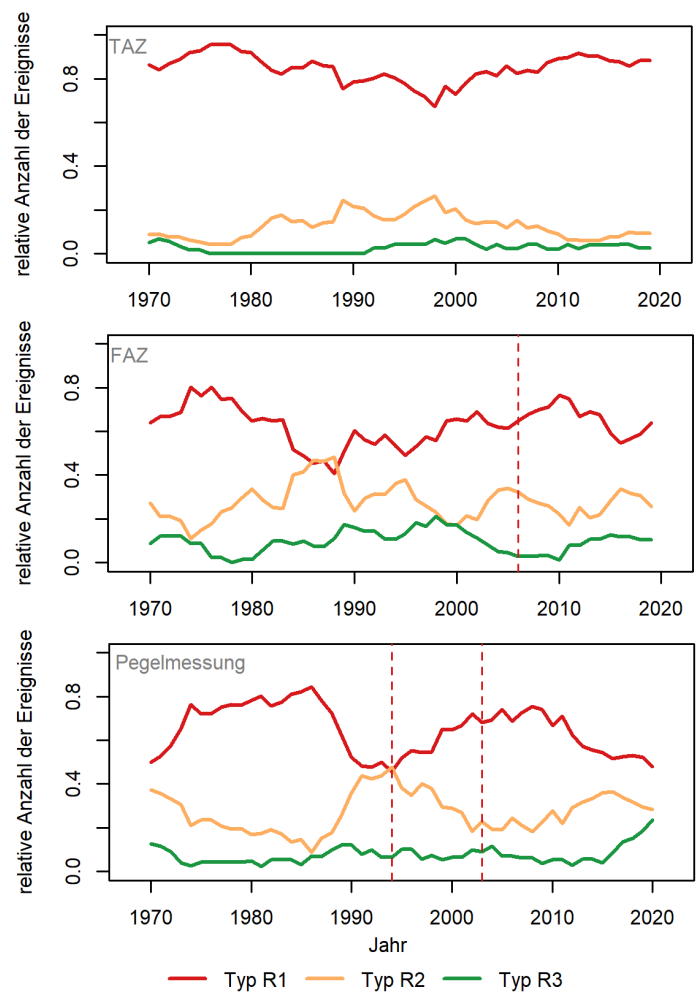 relative Anzahl der Ereignisse
TAZ
0.8
0.4
0.0
1970 1980 1990 2000 2010 2020
relative Anzahl der Ereignisse
FAZ
0.8
0.4
0.0
1970 1980 1990 2000 2010 2020
relative Anzahl der Ereignisse
Pegelmessung
0.8
0.4
0.0
1970 1980 1990 2000 2010 2020
Jahr
Typ R1 Typ R2 Typ R3